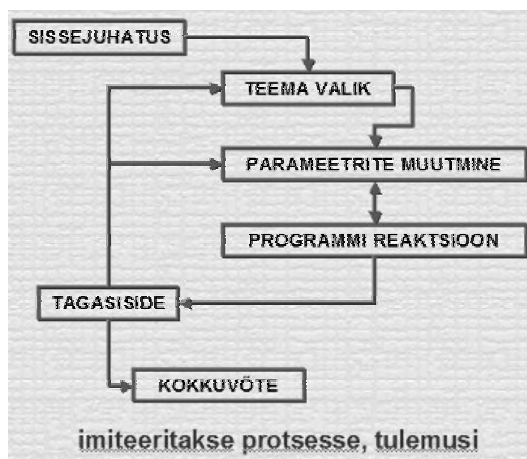 SISSEJUHATUS
TEEMA VALIK
PARAMEETRITE MUUTMINE
PROGRAMMI REAKTSIOON
TAGASISIDE
KOKKUVÕTE
imiteeritakse protsesse, tulemusi